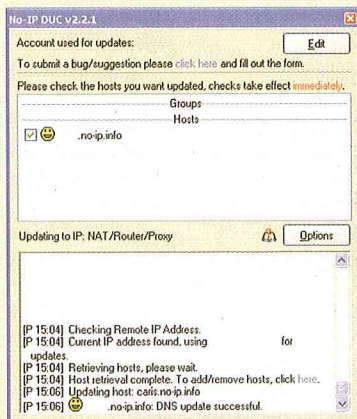 No-IP DUC v2.2.1
Account used for updates:
Edit
To submit a bug/suggestion please click here and fill out the form.
Please check the hosts you want updated, checks take effect immediately.
Groups
Hosts
.no-ip.info
Updating to IP: NAT/Router/Proxy
Options
[P 15:04] Checking Remote IP Address.
[P 15:04] Current IP address found, using for
updates.
[P 15:04] Retrieving hosts, please wait.
[P 15:04] Host retrieval complete. To add/remove hosts, click here.
[P 15:06] Updating host: caris.no-ip.info
[P 15:06] .no-ip.info: DNS update successful.